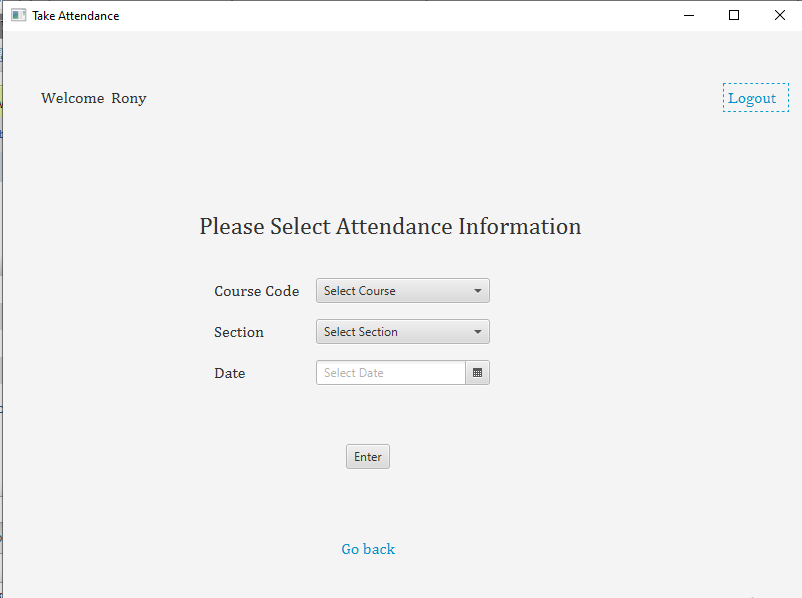 Take Attendance
Welcome Rony
Logout
Please Select Attendance Information
Course Code
Select Course
Section
Select Section
Date
Select Date
Enter
Go back